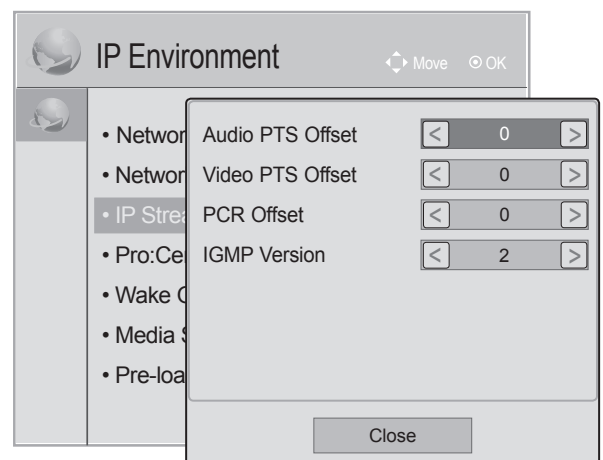 IP Environment
Move
OK
• Networ
• Networ
• IP Strea
• Pro:Ce
• Wake
• Media
• Pre-loa
Audio PTS Offset < 0 >
Video PTS Offset < 0 >
PCR Offset < 0 >
IGMP Version < 2 >
Close